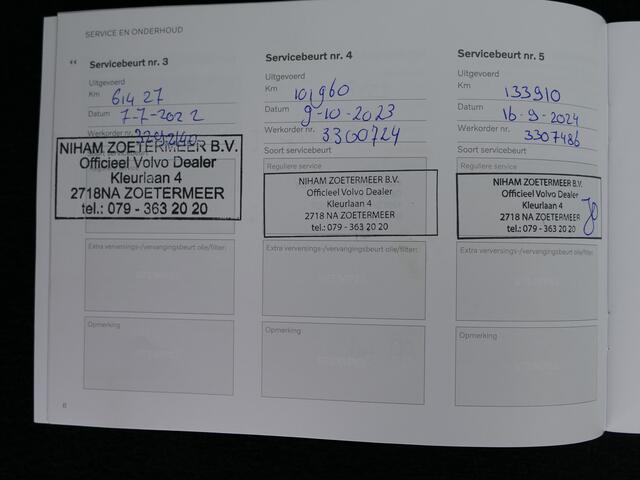 SERVICE EN ONDERHOUD
“
Servicebeurt nr. 3
Uitgevoerd
Km 61427
Datum 7-7-2022
Werkorder nr.
NIHAM ZOETERMEER B.V.
Officieel Volvo Dealer
Kleurlaan 4
2718NA ZOETERMEER
tel.: 079 - 363 20 20
Extra verversings-/vervangingsbeurt olie/filter:
Opmerking
Servicebeurt nr. 4
Uitgevoerd
Km 101960
Datum 9-10-2023
Werkorder nr. 3300724
Soort servicebeurt
Reguliere service
NIHAM ZOETERMEER B.V.
Officieel Volvo Dealer
Kleurlaan 4
2718 NA ZOETERMEER
tel.: 079 - 363 20 20
Extra verversings-/vervangingsbeurt olie/filter:
Opmerking
Servicebeurt nr. 5
Uitgevoerd
Km 133910
Datum 16-9-2024
Werkorder nr. 3307486
Soort servicebeurt
Reguliere service
NIHAM ZOETERMEER B.V.
Officieel Volvo Dealer
Kleurlaan 4
2718 NA ZOETERMEER
tel.: 079 - 363 20 20
Extra verversings-/vervangingsbeurt olie/filter:
Opmerking
6